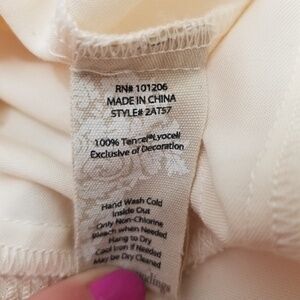 RN# 101206
MADE IN CHINA
STYLE# 2AT57
100% Tencel® Lyocell
Exclusive of Decoration
Hand Wash Cold
Inside Out
Only Non-Chlorine
Bleach when Needed
Hang to Dry
Cool Iron if Needed
May be Dry Cleaned